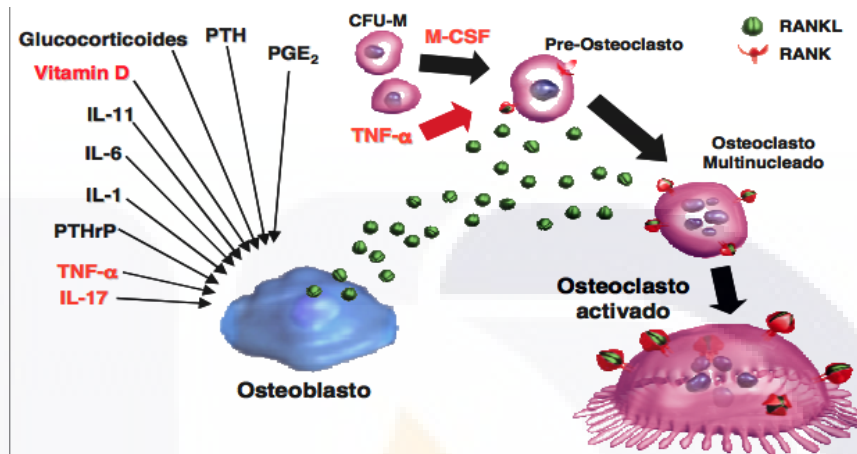 Glucocorticoides
PTH
PGE₂
Vitamin D
IL-11
IL-6
IL-1
PTHrP
TNF-α
IL-17
Osteoblasto
CFU-M
M-CSF
TNF-α
Pre-Osteoclasto
RANKL
RANK
Osteoclasto
Multinucleado
Osteoclasto
activado